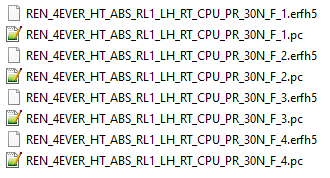 REN_4EVER_HT_ABS_RL1_LH_RT_CPU_PR_30N_F_1.erfh5
REN_4EVER_HT_ABS_RL1_LH_RT_CPU_PR_30N_F_1.pc
REN_4EVER_HT_ABS_RL1_LH_RT_CPU_PR_30N_F_2.erfh5
REN_4EVER_HT_ABS_RL1_LH_RT_CPU_PR_30N_F_2.pc
REN_4EVER_HT_ABS_RL1_LH_RT_CPU_PR_30N_F_3.erfh5
REN_4EVER_HT_ABS_RL1_LH_RT_CPU_PR_30N_F_3.pc
REN_4EVER_HT_ABS_RL1_LH_RT_CPU_PR_30N_F_4.erfh5
REN_4EVER_HT_ABS_RL1_LH_RT_CPU_PR_30N_F_4.pc